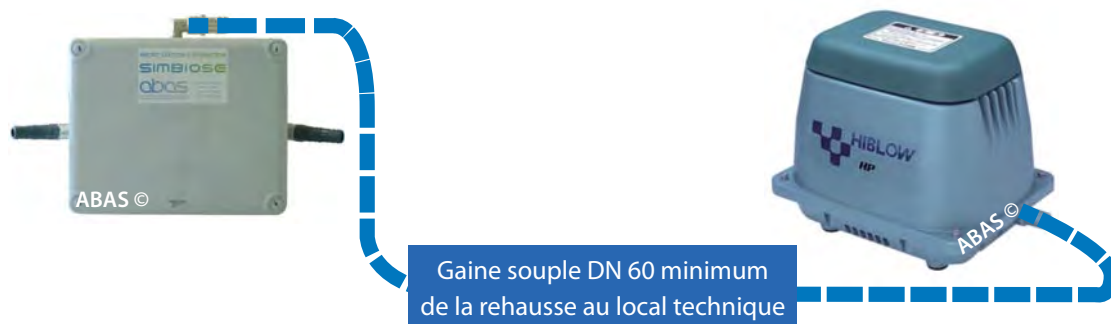 SIMBIOSE
abas
ABAS ©
HIBLOW
HP
ABAS ©
Gaine souple DN 60 minimum
de la rehausse au local technique